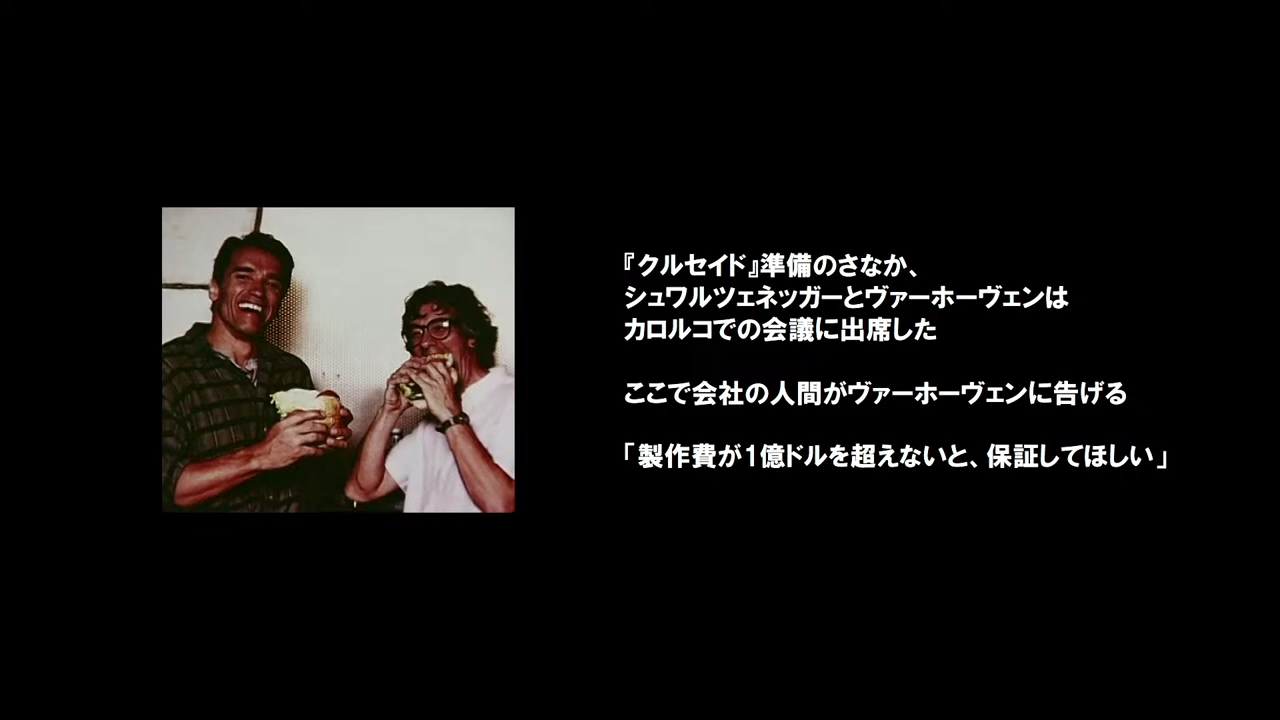 『クルセイド』準備のさなか、
シュワルツェネッガーとヴァーホーヴェンは
カロルコでの会議に出席した
ここで会社の人間がヴァーホーヴェンに告げる
「製作費が1億ドルを超えないと、保証してほしい」